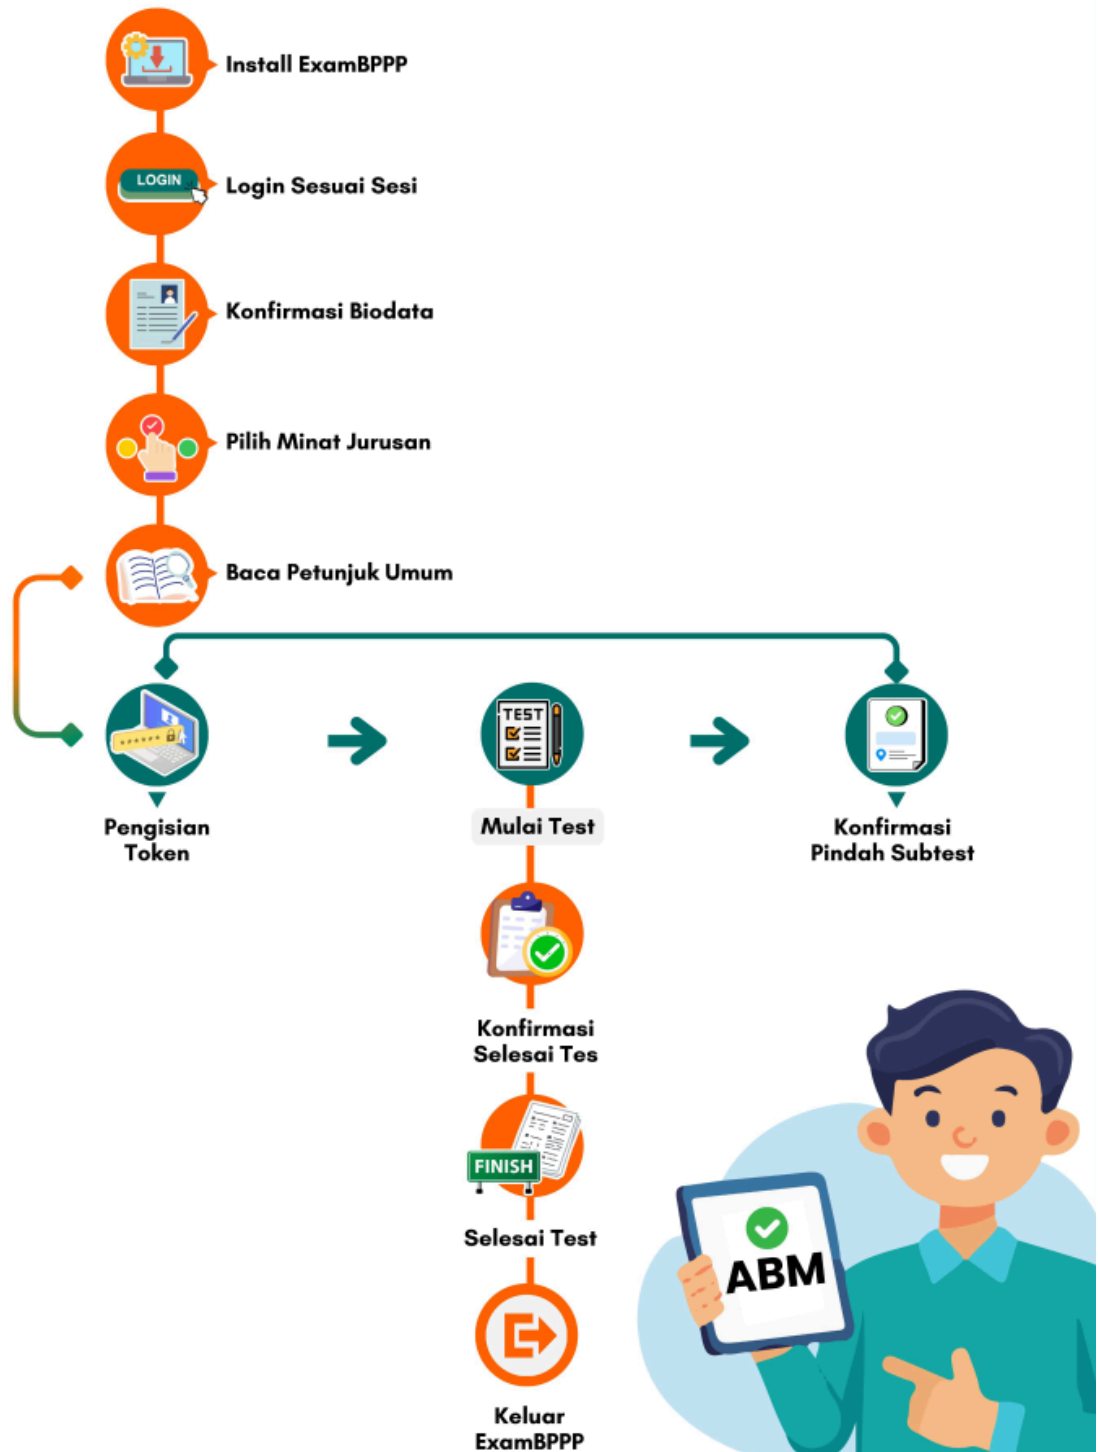 Install ExamBPPP
LOGIN
Login Sesuai Sesi
Konfirmasi Biodata
Pilih Minat Jurusan
Baca Petunjuk Umum
Pengisian
Token
TEST
Mulai Test
Konfirmasi
Pindah Subtest
Konfirmasi
Selesai Tes
FINISH
Selesai Test
Keluar
ExamBPPP
ABM